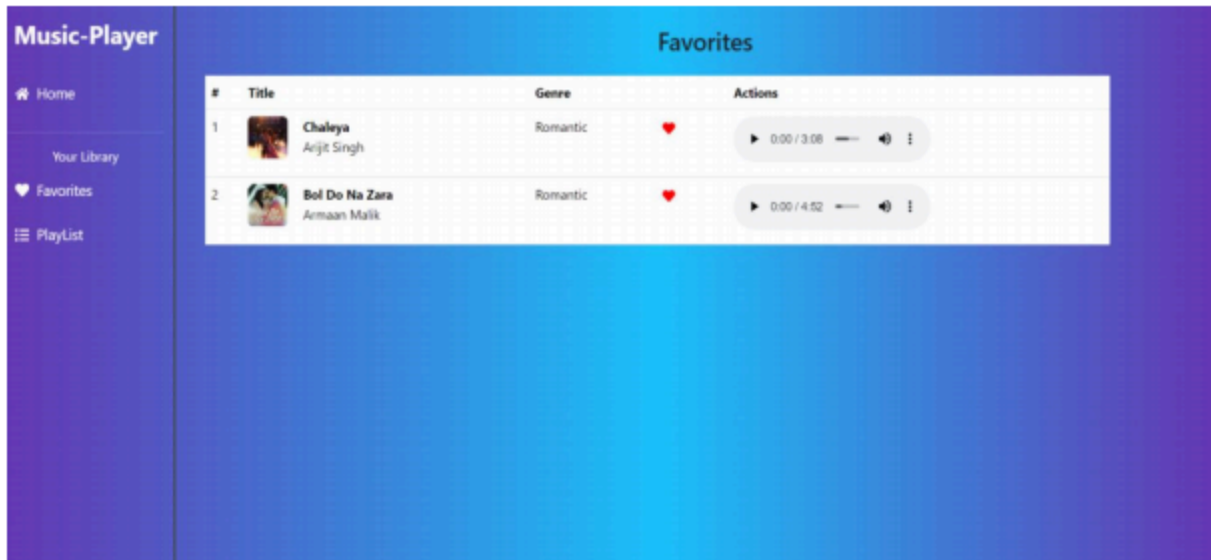 Music-Player
Home
Your Library
Favorites
PlayList
Favorites
# Title Genre Actions
1 Chaleya Romantic 0:00 / 3:08
Arijit Singh
2 Bol Do Na Zara Romantic 0:00 / 4:52
Armaan Malik